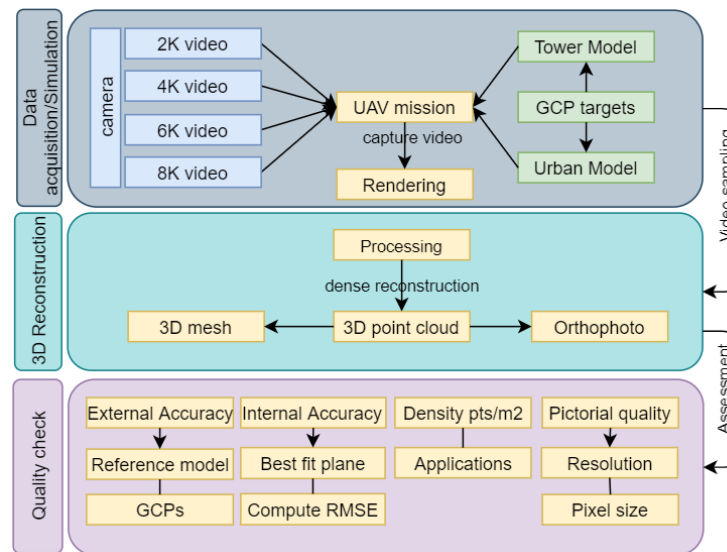 Data
acquisition/Simulation
camera
2K video
4K video
6K video
8K video
UAV mission
capture video
Rendering
Tower Model
GCP targets
Urban Model
Video sampling
3D Reconstruction
Processing
dense reconstruction
3D mesh
3D point cloud
Orthophoto
Assessment
Quality check
External Accuracy
Internal Accuracy
Density pts/m2
Pictorial quality
Reference model
Best fit plane
Applications
Resolution
GCPs
Compute RMSE
Pixel size